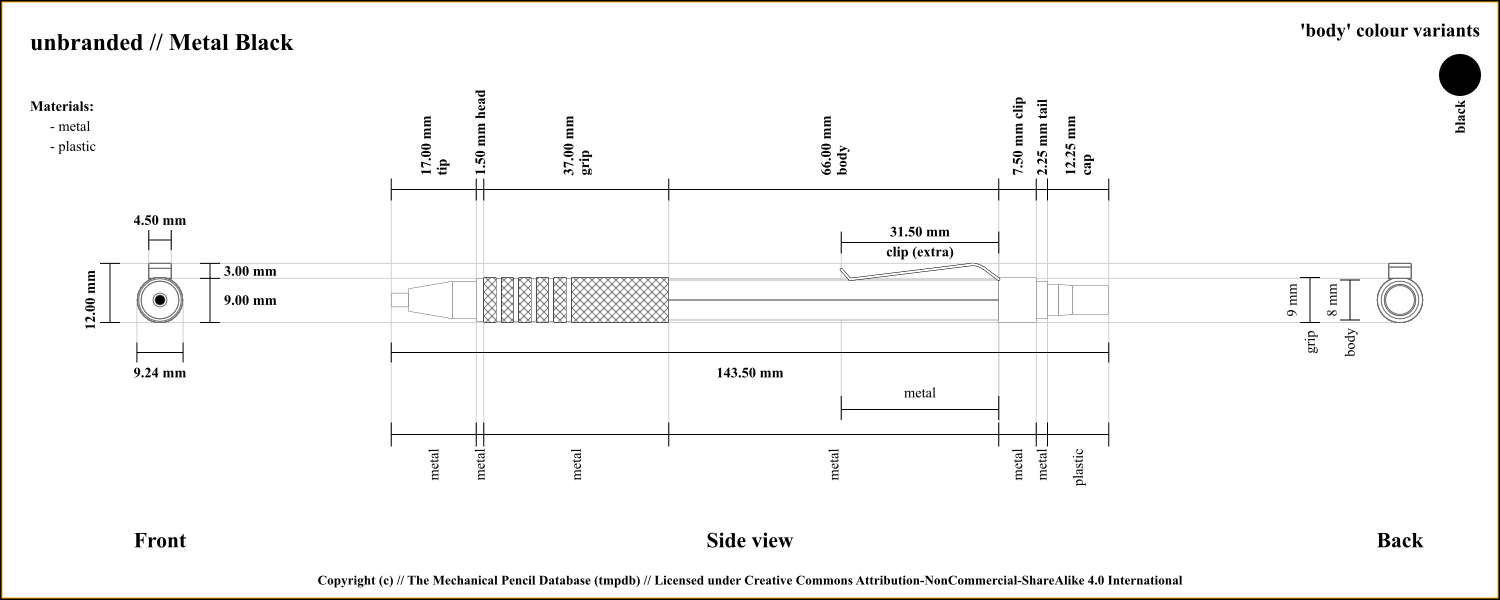 unbranded // Metal Black
'body' colour variants
black
Materials:
- metal
- plastic
17.00 mm
tip
1.50 mm head
37.00 mm
grip
66.00 mm
body
7.50 mm clip
2.25 mm tail
12.25 mm
cap
4.50 mm
12.00 mm
3.00 mm
9.00 mm
9.24 mm
31.50 mm
clip (extra)
143.50 mm
metal
metal
metal
metal
metal
metal
metal
plastic
9 mm
grip
8 mm
body
Front
Side view
Back
Copyright (c) // The Mechanical Pencil Database (tmpdb) // Licensed under Creative Commons Attribution-NonCommercial-ShareAlike 4.0 International